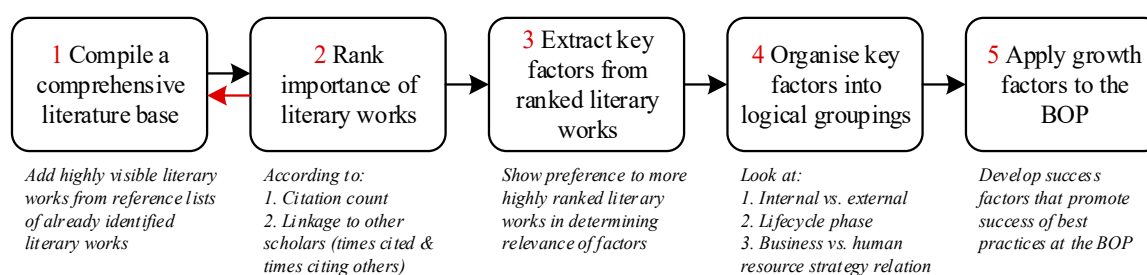 1 Compile a
comprehensive
literature base
2 Rank
importance of
literary works
3 Extract key
factors from
ranked literary
works
4 Organise key
factors into
logical groupings
5 Apply growth
factors to the
BOP
Add highly visible literary
works from reference lists
of already identified
literary works
According to:
1. Citation count
2. Linkage to other
scholars (times cited &
times citing others)
Show preference to more
highly ranked literary
works in determining
relevance of factors
Look at:
1. Internal vs. external
2. Lifecycle phase
3. Business vs. human
resource strategy relation
Develop success
factors that promote
success of best
practices at the BOP